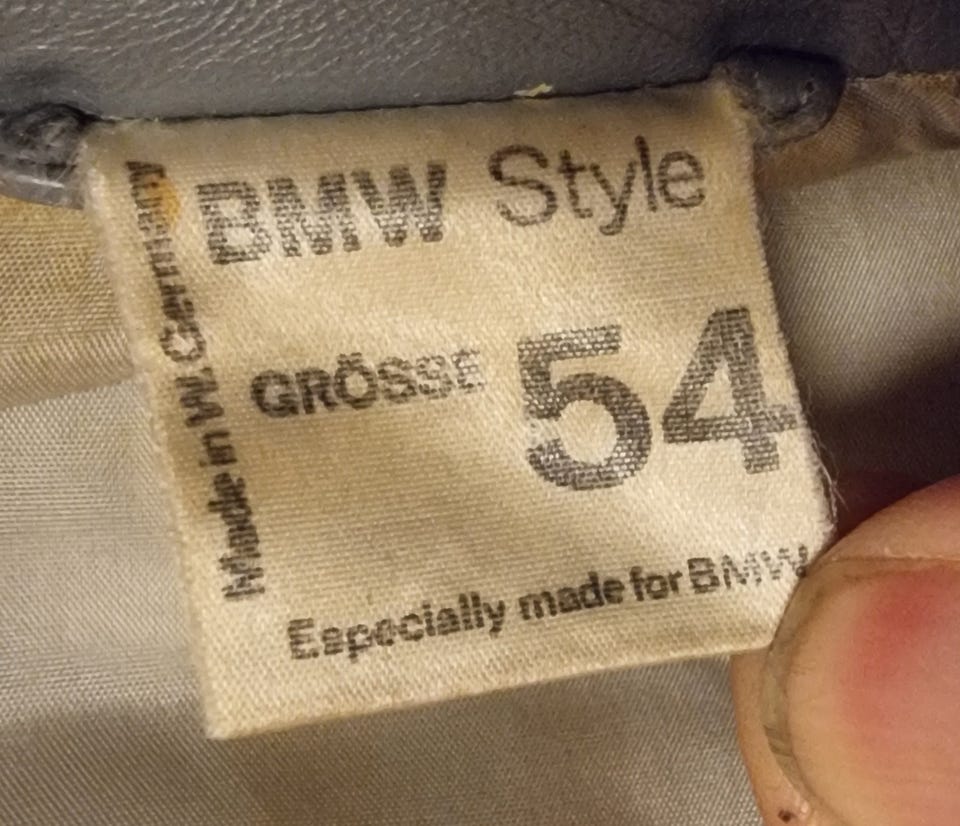 BMW Style
GRÖSSE 54
Especially made for BMW
Made in W. Germany